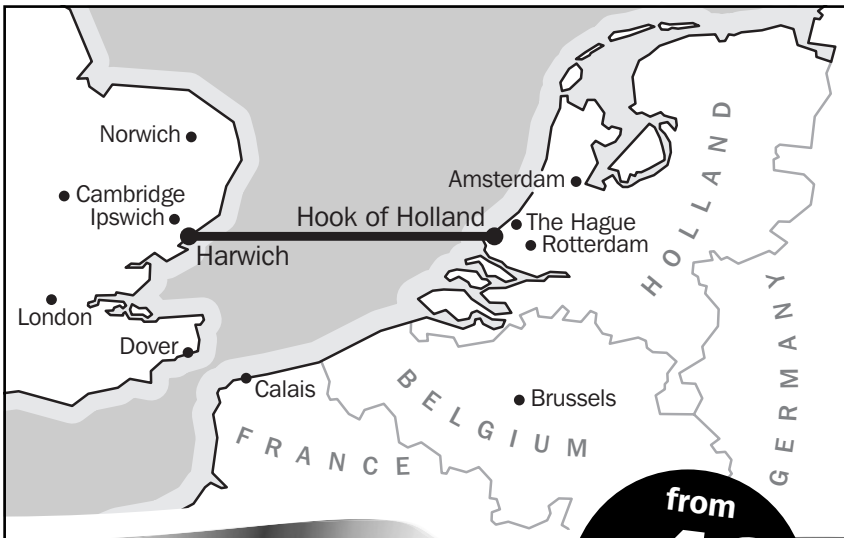 Norwich
Cambridge
Ipswich
Harwich
Hook of Holland
Amsterdam
The Hague
Rotterdam
HOLLAND
London
Dover
Calais
BELGIUM
Brussels
FRANCE
GERMANY
from